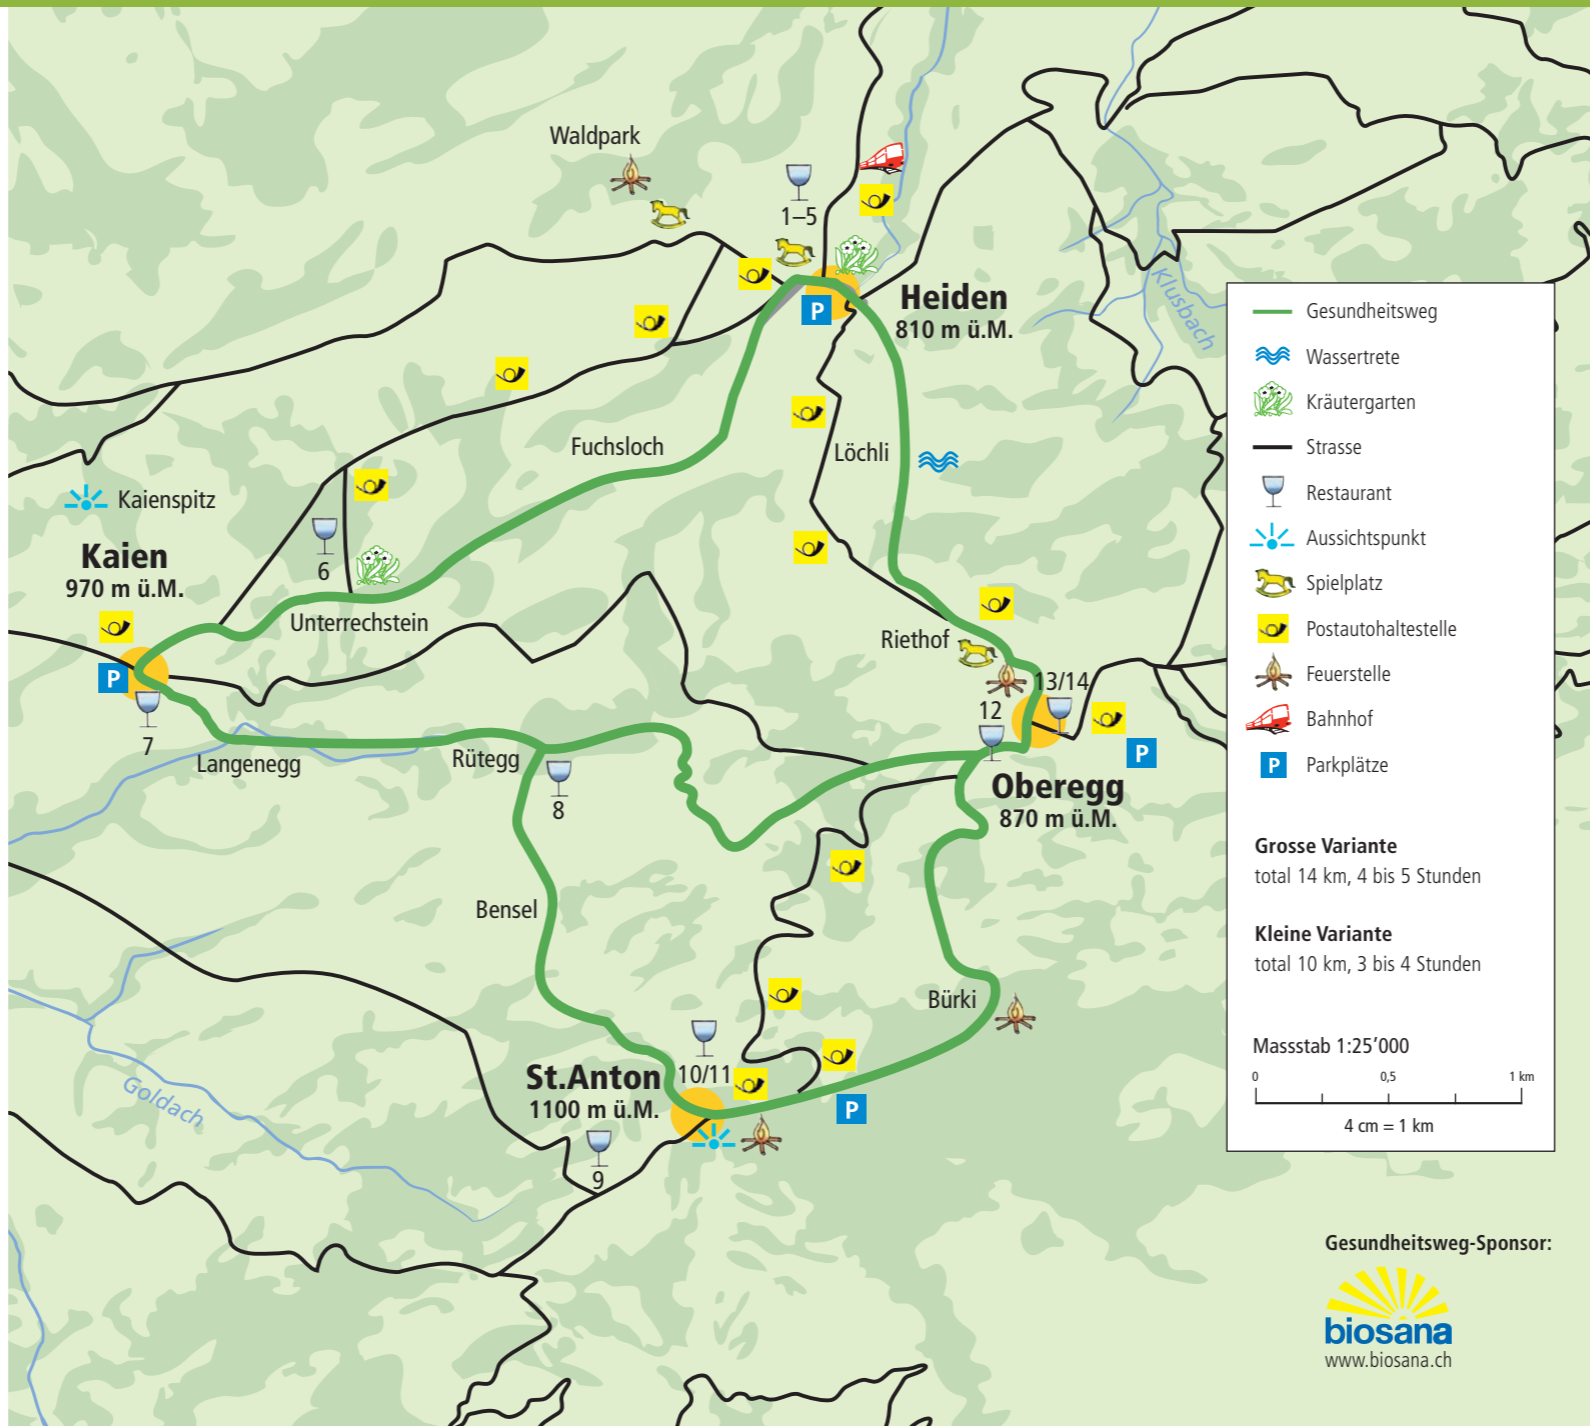 Waldpark
1–5
Heiden
810 m ü.M.
Klusbach
Fuchsloch
Löchli
Kaienspitz
Kaien
970 m ü.M.
6
Unterrechstein
Riethof
13/14
12
7
Langenegg
Rütegg
8
Oberegg
870 m ü.M.
Bensel
Bürki
St.Anton
1100 m ü.M.
10/11
Goldach
9
P
P
P
P
Gesundheitsweg
Wassertrete
Kräutergarten
Strasse
Restaurant
Aussichtspunkt
Spielplatz
Postautohaltestelle
Feuerstelle
Bahnhof
P Parkplätze
Grosse Variante
total 14 km, 4 bis 5 Stunden
Kleine Variante
total 10 km, 3 bis 4 Stunden
Massstab 1:25’000
0 0,5 1 km
4 cm = 1 km
Gesundheitsweg-Sponsor:
biosana
www.biosana.ch